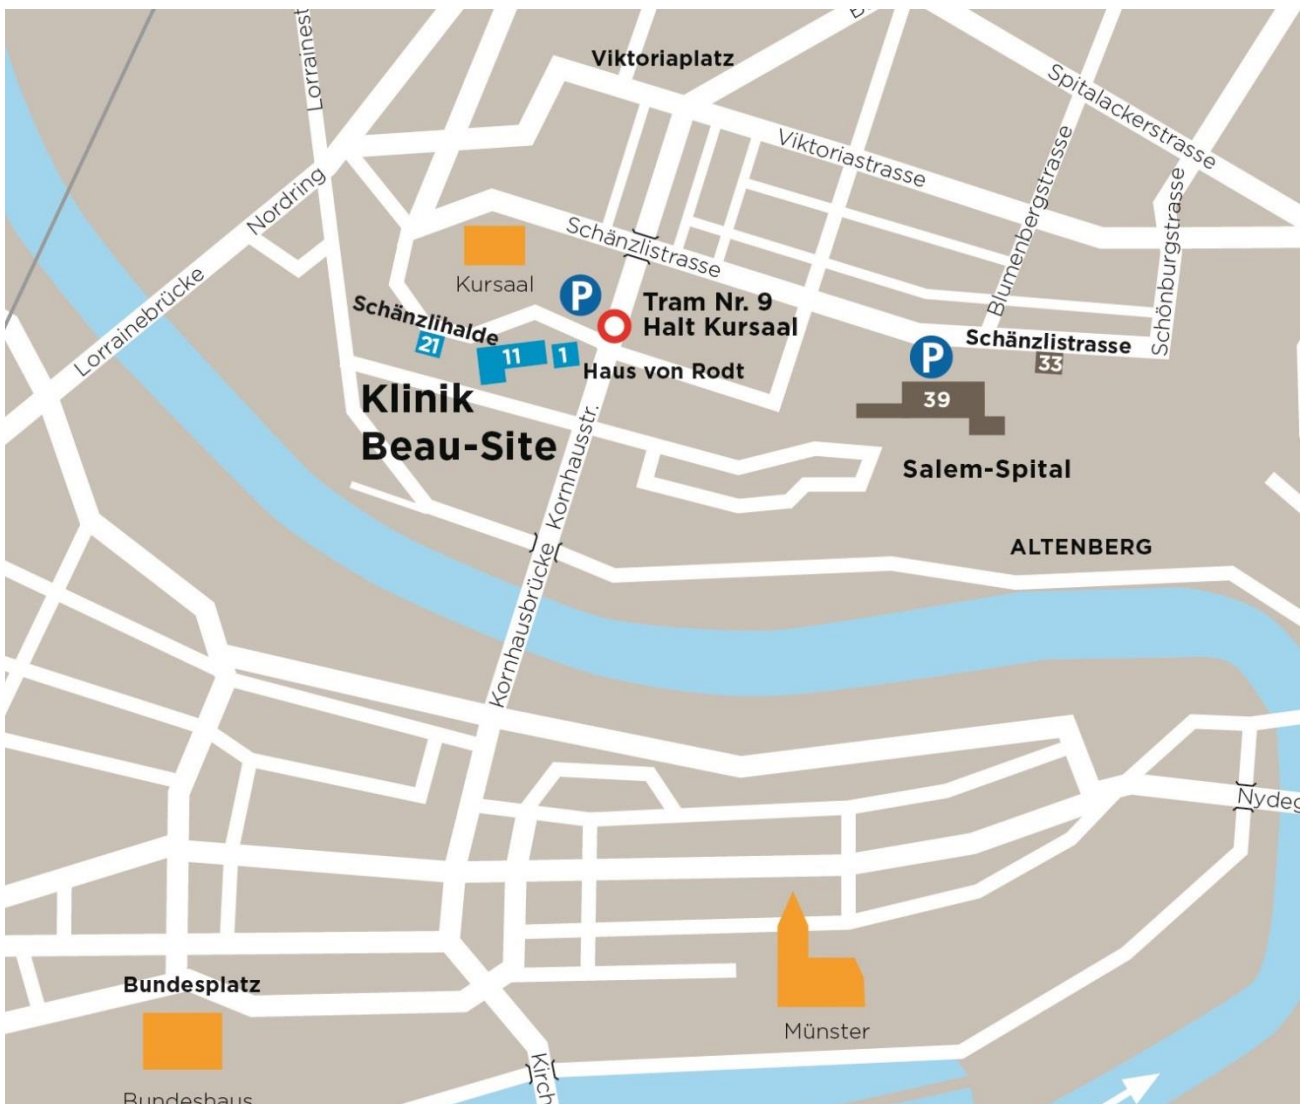 Lorrainest
Viktoriaplatz
Spitalackerstrasse
Viktoriastrasse
Nordring
Blumenbergstrasse
Schönburgstrasse
Schänzlistrasse
Kursaal
P
Lorrainebrücke
Schänzlihalde
Tram Nr. 9
Halt Kursaal
21
11
1
Haus von Rodt
P
Schänzlistrasse
33
39
Klinik
Beau-Site
Salem-Spital
Kornhausstr.
ALTENBERG
Kornhausbrücke
Nydeg
Bundesplatz
Münster
Kirch
Bundeshaus